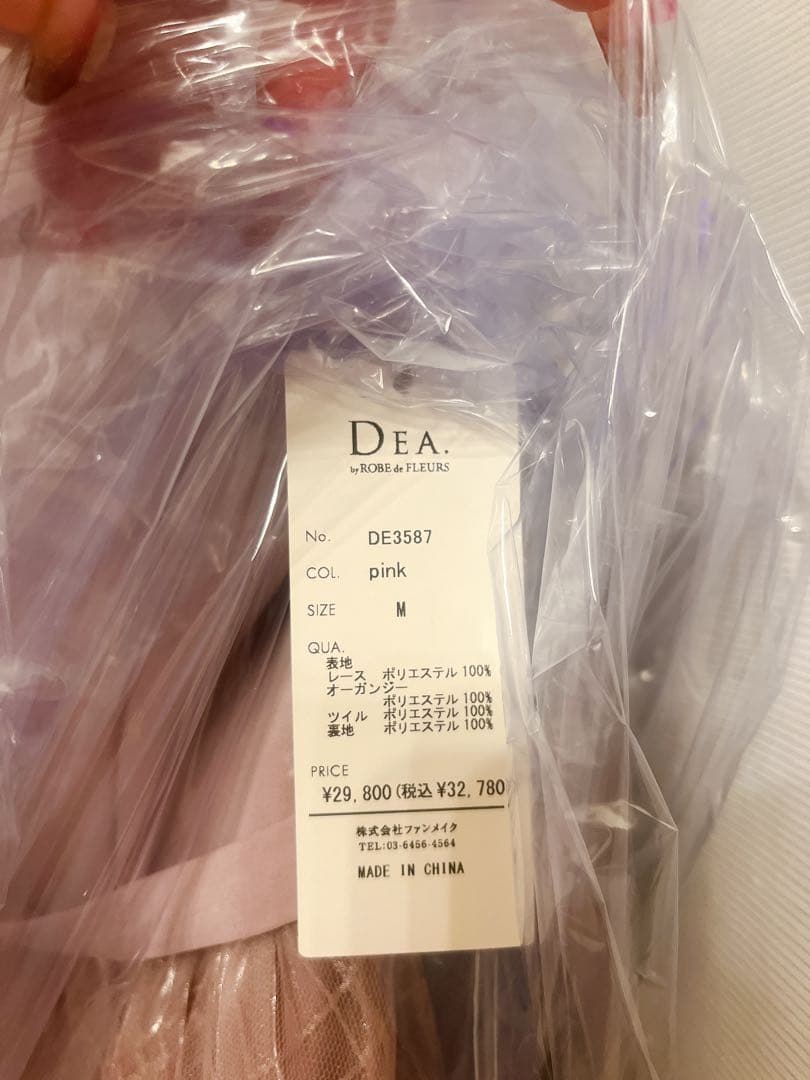 DEA.
by ROBE de FLEURS
No. DE3587
COL. pink
SIZE M
QUA.
表地
レース ポリエステル 100%
オーガンジー
ポリエステル 100%
ツイル ポリエステル 100%
裏地 ポリエステル 100%
PRICE
¥29,800(税込¥32,780)
株式会社ファンメイク
TEL:03-6456-4564
MADE IN CHINA